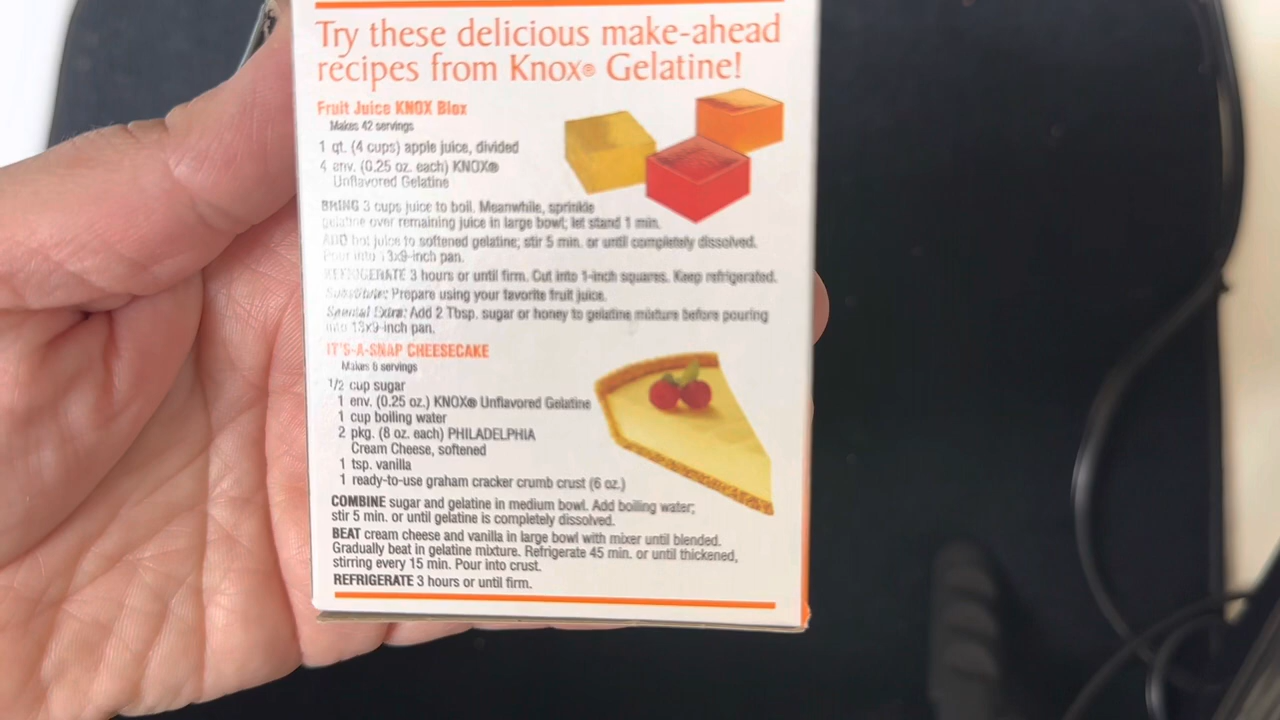 Try these delicious make-ahead
recipes from Knox® Gelatine!
Fruit Juice KNOX Blox
Makes 42 servings
1 qt. (4 cups) apple juice, divided
4 env. (0.25 oz. each) KNOX®
Unflavored Gelatine
BRING 3 cups juice to boil. Meanwhile, sprinkle
gelatine over remaining juice in large bowl; let stand 1 min.
ADD hot juice to softened gelatine; stir 5 min. or until completely dissolved.
Pour into 13x9-inch pan.
REFRIGERATE 3 hours or until firm. Cut into 1-inch squares. Keep refrigerated.
Substitute: Prepare using your favorite fruit juice.
Special Extra: Add 2 Tbsp. sugar or honey to gelatine mixture before pouring
into 13x9-inch pan.
IT'S-A-SNAP CHEESECAKE
Makes 6 servings
1/2 cup sugar
1 env. (0.25 oz.) KNOX® Unflavored Gelatine
1 cup boiling water
2 pkg. (8 oz. each) PHILADELPHIA
Cream Cheese, softened
1 tsp. vanilla
1 ready-to-use graham cracker crumb crust (6 oz.)
COMBINE sugar and gelatine in medium bowl. Add boiling water;
stir 5 min. or until gelatine is completely dissolved.
BEAT cream cheese and vanilla in large bowl with mixer until blended.
Gradually beat in gelatine mixture. Refrigerate 45 min. or until thickened,
stirring every 15 min. Pour into crust.
REFRIGERATE 3 hours or until firm.